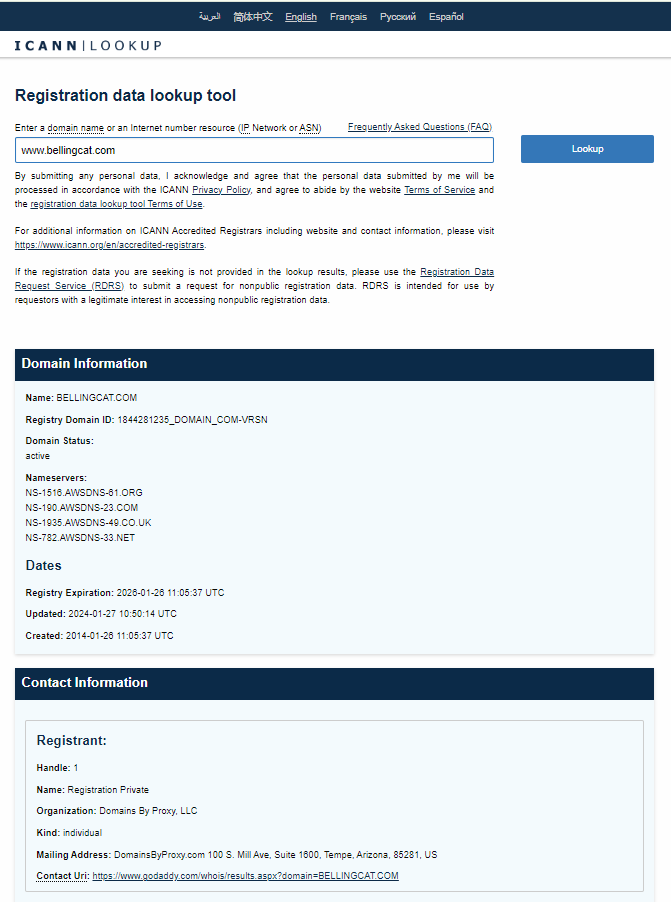 العربية 简体中文 English Français Русский Español
ICANN|LOOKUP
Registration data lookup tool
Enter a domain name or an Internet number resource (IP Network or ASN) Frequently Asked Questions (FAQ)
www.bellingcat.com
Lookup
By submitting any personal data, I acknowledge and agree that the personal data submitted by me will be
processed in accordance with the ICANN Privacy Policy, and agree to abide by the website Terms of Service and
the registration data lookup tool Terms of Use.
For additional information on ICANN Accredited Registrars including website and contact information, please visit
https://www.icann.org/en/accredited-registrars.
If the registration data you are seeking is not provided in the lookup results, please use the Registration Data
Request Service (RDRS) to submit a request for nonpublic registration data. RDRS is intended for use by
requestors with a legitimate interest in accessing nonpublic registration data.
Domain Information
Name: BELLINGCAT.COM
Registry Domain ID: 1844281235_DOMAIN_COM-VRSN
Domain Status:
active
Nameservers:
NS-1516.AWSDNS-61.ORG
NS-190.AWSDNS-23.COM
NS-1935.AWSDNS-49.CO.UK
NS-782.AWSDNS-33.NET
Dates
Registry Expiration: 2026-01-26 11:05:37 UTC
Updated: 2024-01-27 10:50:14 UTC
Created: 2014-01-26 11:05:37 UTC
Contact Information
Registrant:
Handle: 1
Name: Registration Private
Organization: Domains By Proxy, LLC
Kind: individual
Mailing Address: DomainsByProxy.com 100 S. Mill Ave, Suite 1600, Tempe, Arizona, 85281, US
Contact Uri: https://www.godaddy.com/whois/results.aspx?domain=BELLINGCAT.COM